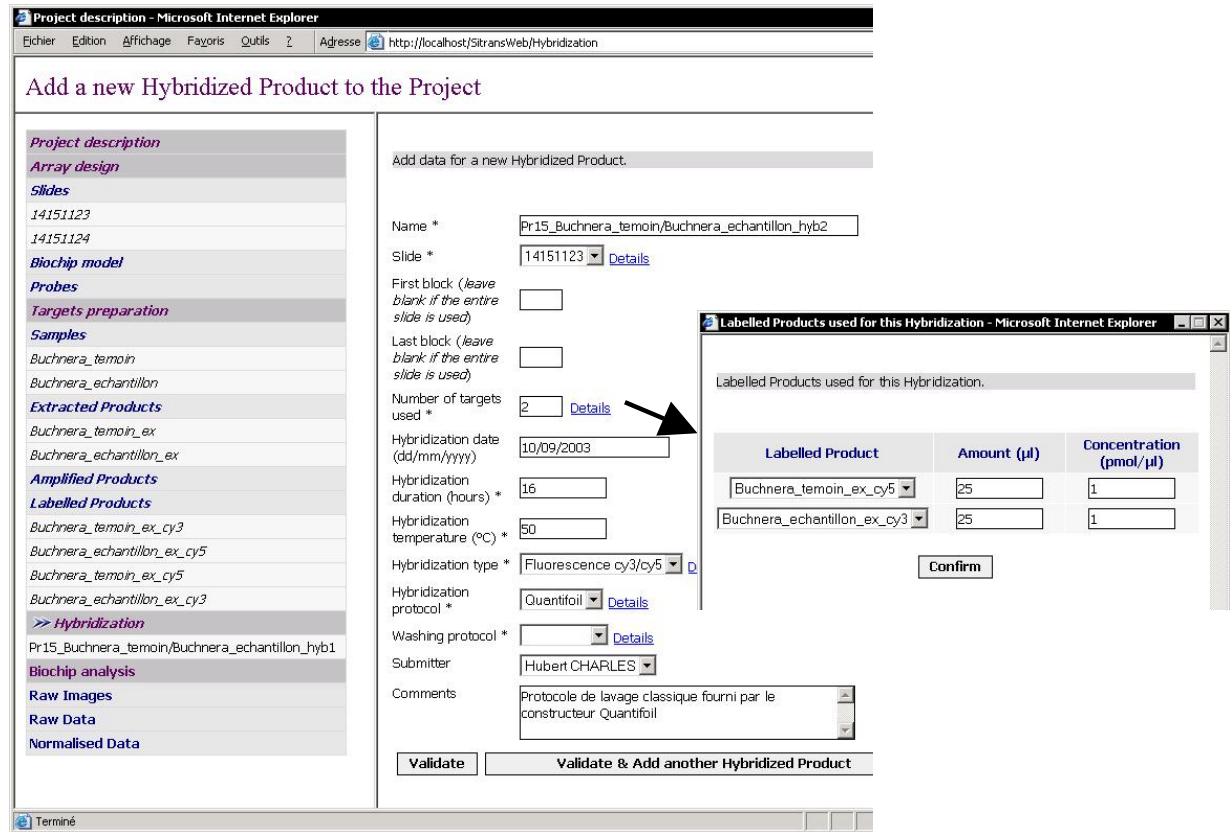 Project description - Microsoft Internet Explorer
Fichier Edition Affichage Favoris Outils ? Adresse http://localhost/SitransWeb/Hybridization
Add a new Hybridized Product to the Project
Project description
Array design
Slides
14151123
14151124
Biochip model
Probes
Targets preparation
Samples
Buchnera_temoin
Buchnera_echantillon
Extracted Products
Buchnera_temoin_ex
Buchnera_echantillon_ex
Amplified Products
Labelled Products
Buchnera_temoin_ex_cy3
Buchnera_echantillon_ex_cy5
Buchnera_temoin_ex_cy5
Buchnera_echantillon_ex_cy3
>> Hybridization
Pr15_Buchnera_temoin/Buchnera_echantillon_hyb1
Biochip analysis
Raw Images
Raw Data
Normalised Data
Add data for a new Hybridized Product.
Name * Pr15_Buchnera_temoin/Buchnera_echantillon_hyb2
Slide * 14151123 Details
First block (leave
blank if the entire
slide is used)
Last block (leave
blank if the entire
slide is used)
Number of targets
used * 2 Details
Hybridization date
(dd/mm/yyyy) 10/09/2003
Hybridization
duration (hours) * 16
Hybridization
temperature (°C) * 50
Hybridization type * Fluorescence cy3/cy5 D
Hybridization
protocol * Quantifoil Details
Washing protocol * Details
Submitter Hubert CHARLES
Comments Protocole de lavage classique fourni par le
constructeur Quantifoil
Validate Validate & Add another Hybridized Product
Labelled Products used for this Hybridization - Microsoft Internet Explorer
Labelled Products used for this Hybridization.
Labelled Product Amount (µl) Concentration
(pmol/µl)
Buchnera_temoin_ex_cy5 25 1
Buchnera_echantillon_ex_cy3 25 1
Confirm
Terminé